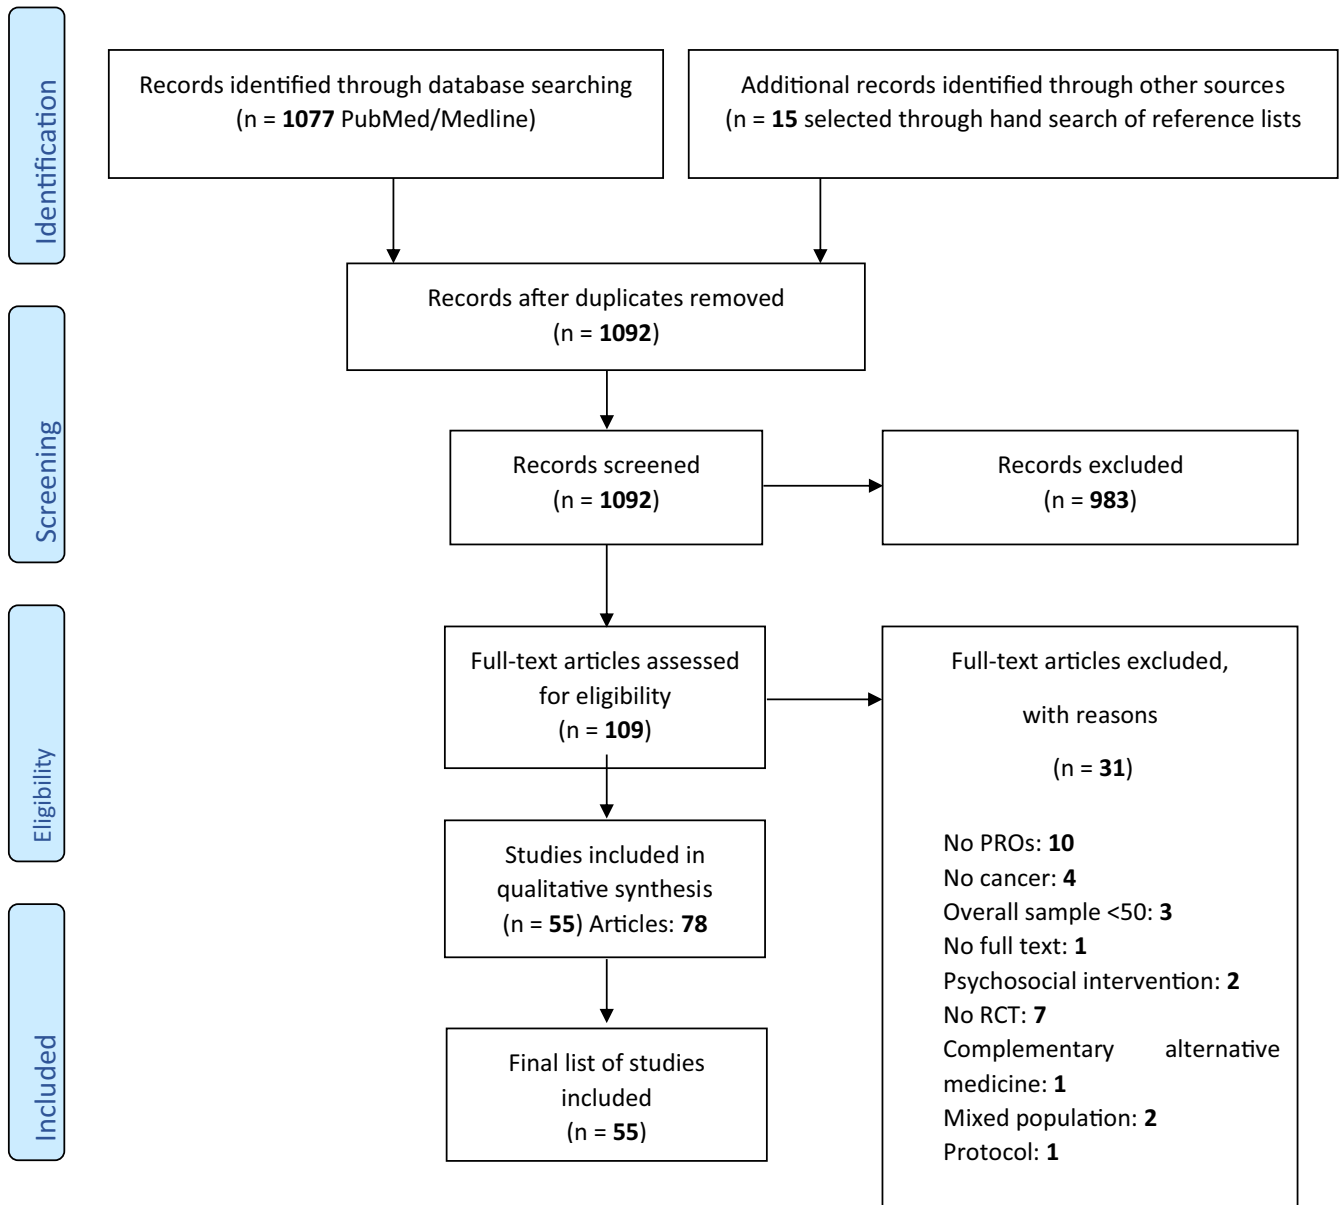 Identification
Records identified through database searching
(n = 1077 PubMed/Medline)
Additional records identified through other sources
(n = 15 selected through hand search of reference lists
Records after duplicates removed
(n = 1092)
Screening
Records screened
(n = 1092)
Records excluded
(n = 983)
Eligibility
Full-text articles assessed
for eligibility
(n = 109)
Full-text articles excluded,
with reasons
(n = 31)
No PROs: 10
No cancer: 4
Overall sample <50: 3
No full text: 1
Psychosocial intervention: 2
No RCT: 7
Complementary alternative
medicine: 1
Mixed population: 2
Protocol: 1
Studies included in
qualitative synthesis
(n = 55) Articles: 78
Included
Final list of studies
included
(n = 55)